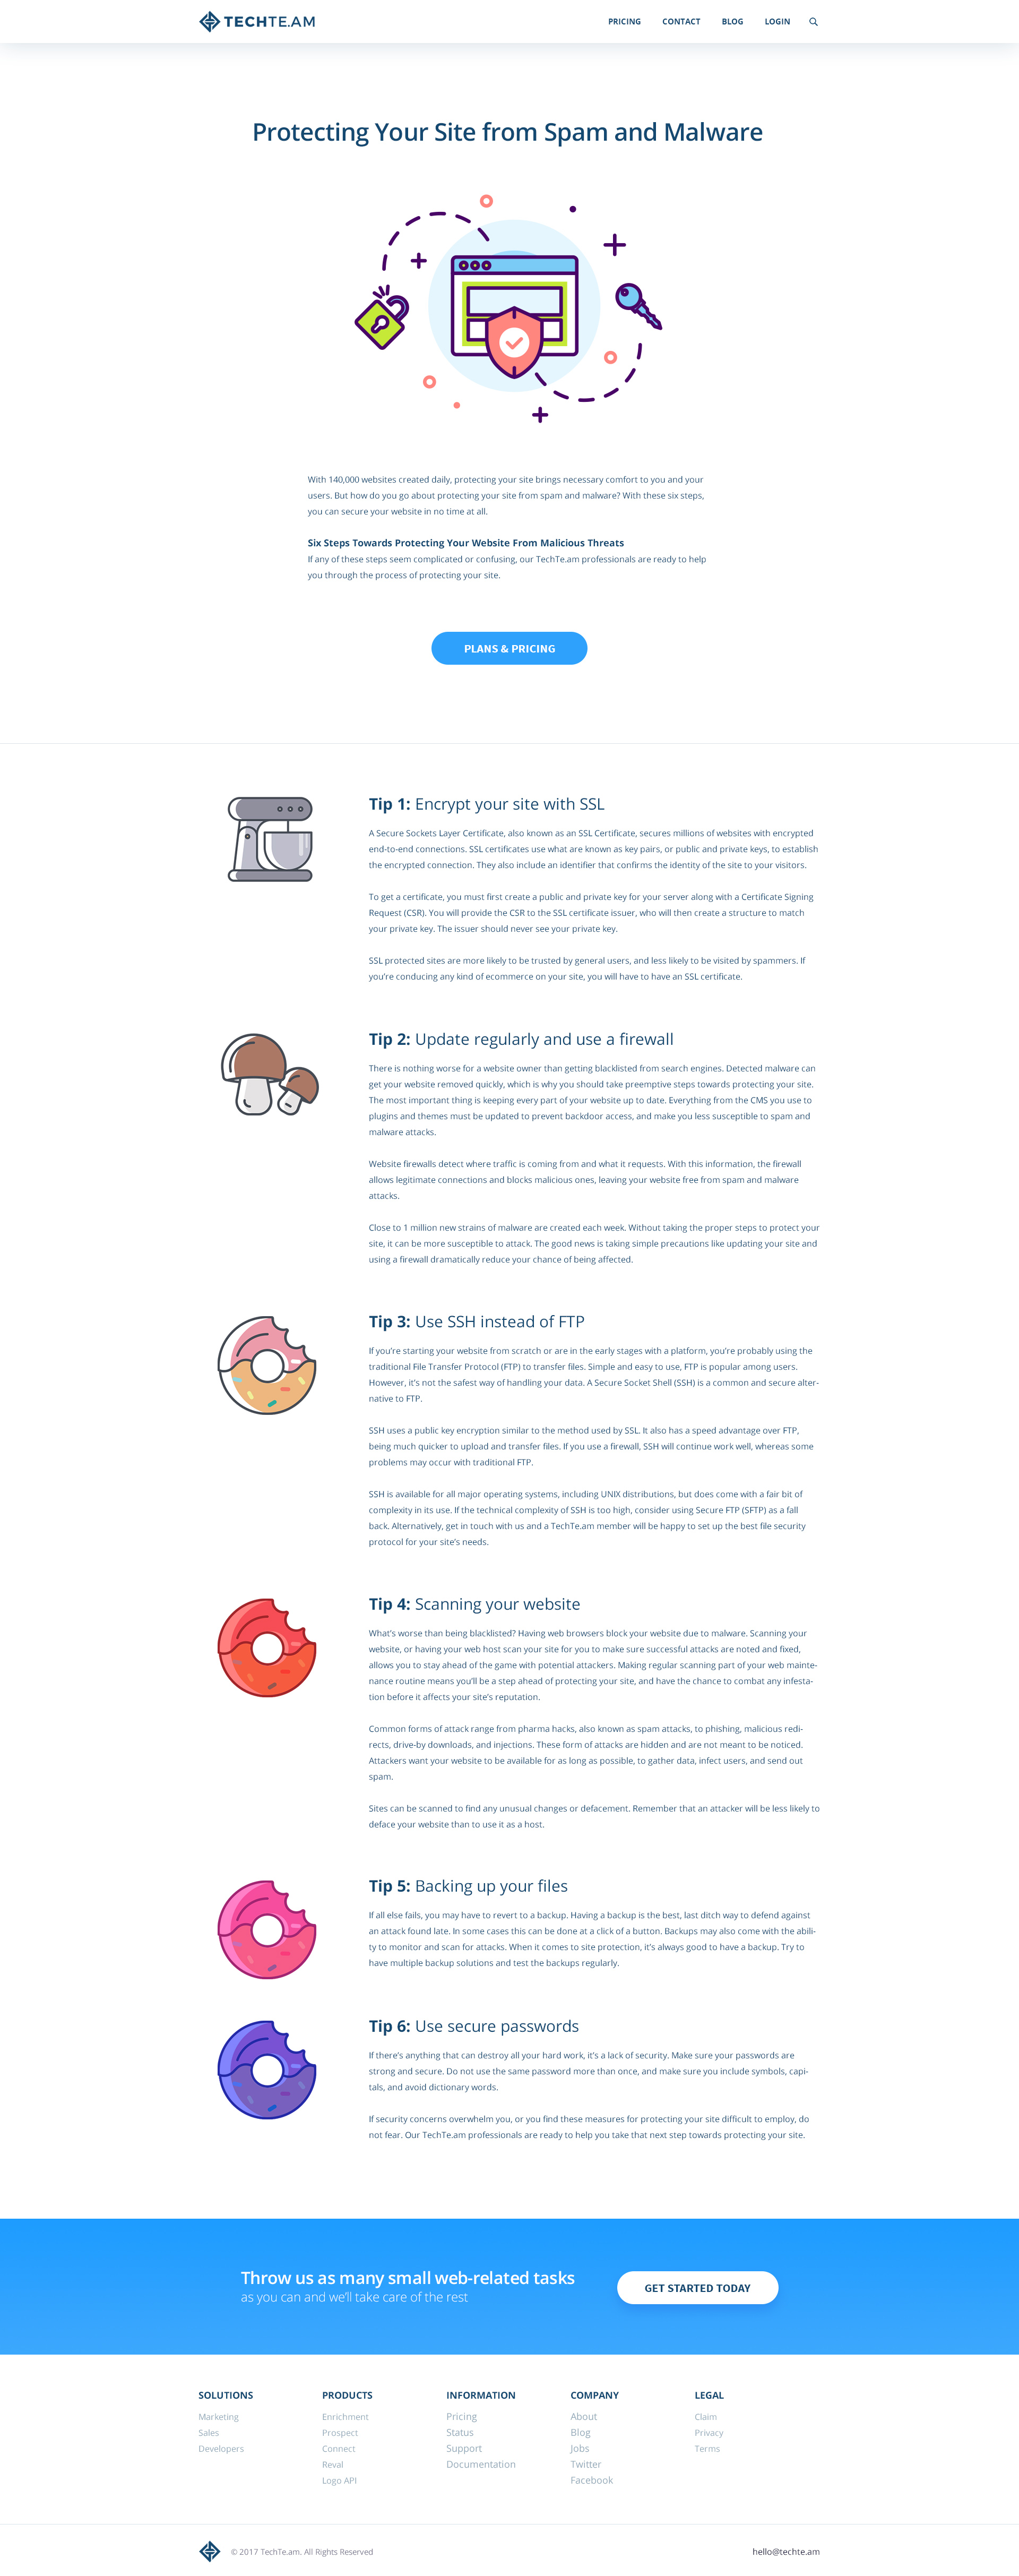 TECHTE.AM
PRICING
CONTACT
BLOG
LOGIN
Protecting Your Site from Spam and Malware
With 140,000 websites created daily, protecting your site brings necessary comfort to you and your
users. But how do you go about protecting your site from spam and malware? With these six steps,
you can secure your website in no time at all.
Six Steps Towards Protecting Your Website From Malicious Threats
If any of these steps seem complicated or confusing, our TechTe.am professionals are ready to help
you through the process of protecting your site.
PLANS & PRICING
Tip 1: Encrypt your site with SSL
A Secure Sockets Layer Certificate, also known as an SSL Certificate, secures millions of websites with encrypted
end-to-end connections. SSL certificates use what are known as key pairs, or public and private keys, to establish
the encrypted connection. They also include an identifier that confirms the identity of the site to your visitors.
To get a certificate, you must first create a public and private key for your server along with a Certificate Signing
Request (CSR). You will provide the CSR to the SSL certificate issuer, who will then create a structure to match
your private key. The issuer should never see your private key.
SSL protected sites are more likely to be trusted by general users, and less likely to be visited by spammers. If
you're conducing any kind of ecommerce on your site, you will have to have an SSL certificate.
Tip 2: Update regularly and use a firewall
There is nothing worse for a website owner than getting blacklisted from search engines. Detected malware can
get your website removed quickly, which is why you should take preemptive steps towards protecting your site.
The most important thing is keeping every part of your website up to date. Everything from the CMS you use to
plugins and themes must be updated to prevent backdoor access, and make you less susceptible to spam and
malware attacks.
Website firewalls detect where traffic is coming from and what it requests. With this information, the firewall
allows legitimate connections and blocks malicious ones, leaving your website free from spam and malware
attacks.
Close to 1 million new strains of malware are created each week. Without taking the proper steps to protect your
site, it can be more susceptible to attack. The good news is taking simple precautions like updating your site and
using a firewall dramatically reduce your chance of being affected.
Tip 3: Use SSH instead of FTP
If you're starting your website from scratch or are in the early stages with a platform, you're probably using the
traditional File Transfer Protocol (FTP) to transfer files. Simple and easy to use, FTP is popular among users.
However, it's not the safest way of handling your data. A Secure Socket Shell (SSH) is a common and secure alter-
native to FTP.
SSH uses a public key encryption similar to the method used by SSL. It also has a speed advantage over FTP,
being much quicker to upload and transfer files. If you use a firewall, SSH will continue work well, whereas some
problems may occur with traditional FTP.
SSH is available for all major operating systems, including UNIX distributions, but does come with a fair bit of
complexity in its use. If the technical complexity of SSH is too high, consider using Secure FTP (SFTP) as a fall
back. Alternatively, get in touch with us and a TechTe.am member will be happy to set up the best file security
protocol for your site's needs.
Tip 4: Scanning your website
What's worse than being blacklisted? Having web browsers block your website due to malware. Scanning your
website, or having your web host scan your site for you to make sure successful attacks are noted and fixed,
allows you to stay ahead of the game with potential attackers. Making regular scanning part of your web mainte-
nance routine means you'll be a step ahead of protecting your site, and have the chance to combat any infesta-
tion before it affects your site's reputation.
Common forms of attack range from pharma hacks, also known as spam attacks, to phishing, malicious redi-
rects, drive-by downloads, and injections. These form of attacks are hidden and are not meant to be noticed.
Attackers want your website to be available for as long as possible, to gather data, infect users, and send out
spam.
Sites can be scanned to find any unusual changes or defacement. Remember that an attacker will be less likely to
deface your website than to use it as a host.
Tip 5: Backing up your files
If all else fails, you may have to revert to a backup. Having a backup is the best, last ditch way to defend against
an attack found late. In some cases this can be done at a click of a button. Backups may also come with the abili-
ty to monitor and scan for attacks. When it comes to site protection, it's always good to have a backup. Try to
have multiple backup solutions and test the backups regularly.
Tip 6: Use secure passwords
If there's anything that can destroy all your hard work, it's a lack of security. Make sure your passwords are
strong and secure. Do not use the same password more than once, and make sure you include symbols, capi-
tals, and avoid dictionary words.
If security concerns overwhelm you, or you find these measures for protecting your site difficult to employ, do
not fear. Our TechTe.am professionals are ready to help you take that next step towards protecting your site.
Throw us as many small web-related tasks
as you can and we'll take care of the rest
GET STARTED TODAY
SOLUTIONS
Marketing
Sales
Developers
PRODUCTS
Enrichment
Prospect
Connect
Reval
Logo API
INFORMATION
Pricing
Status
Support
Documentation
COMPANY
About
Blog
Jobs
Twitter
Facebook
LEGAL
Claim
Privacy
Terms
© 2017 TechTe.am. All Rights Reserved
hello@techte.am